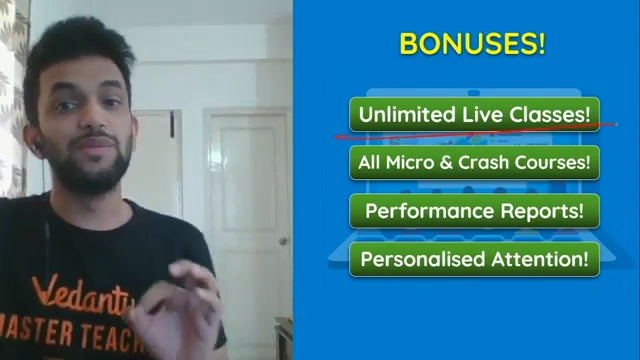 BONUSES!
Unlimited Live Classes!
All Micro & Crash Courses!
Performance Reports!
Personalised Attention!
Vedantu
MASTER TEACH